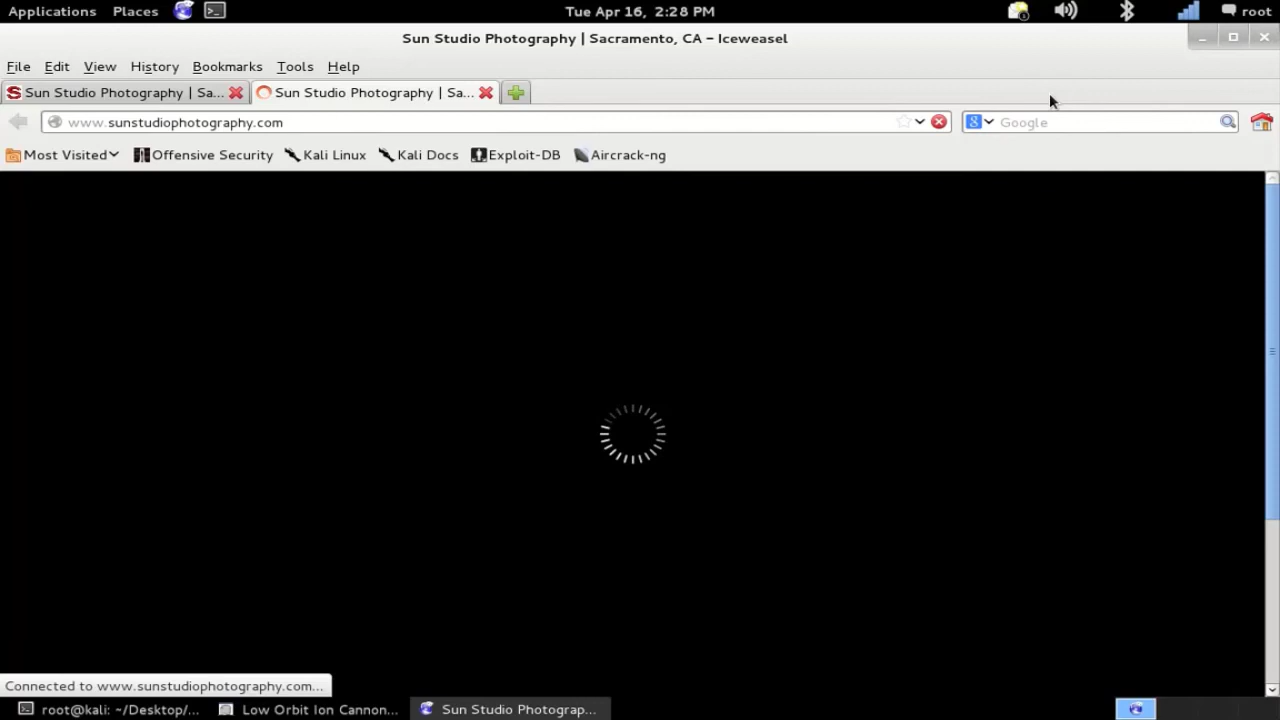 Applications Places Tue Apr 16, 2:28 PM root
Sun Studio Photography | Sacramento, CA - Iceweasel
File Edit View History Bookmarks Tools Help
Sun Studio Photography | Sa... Sun Studio Photography | Sa...
www.sunstudiophotography.com Google
Most Visited Offensive Security Kali Linux Kali Docs Exploit-DB Aircrack-ng
Connected to www.sunstudiophotography.com...
root@kali: ~/Desktop/... Low Orbit Ion Cannon... Sun Studio Photograp...